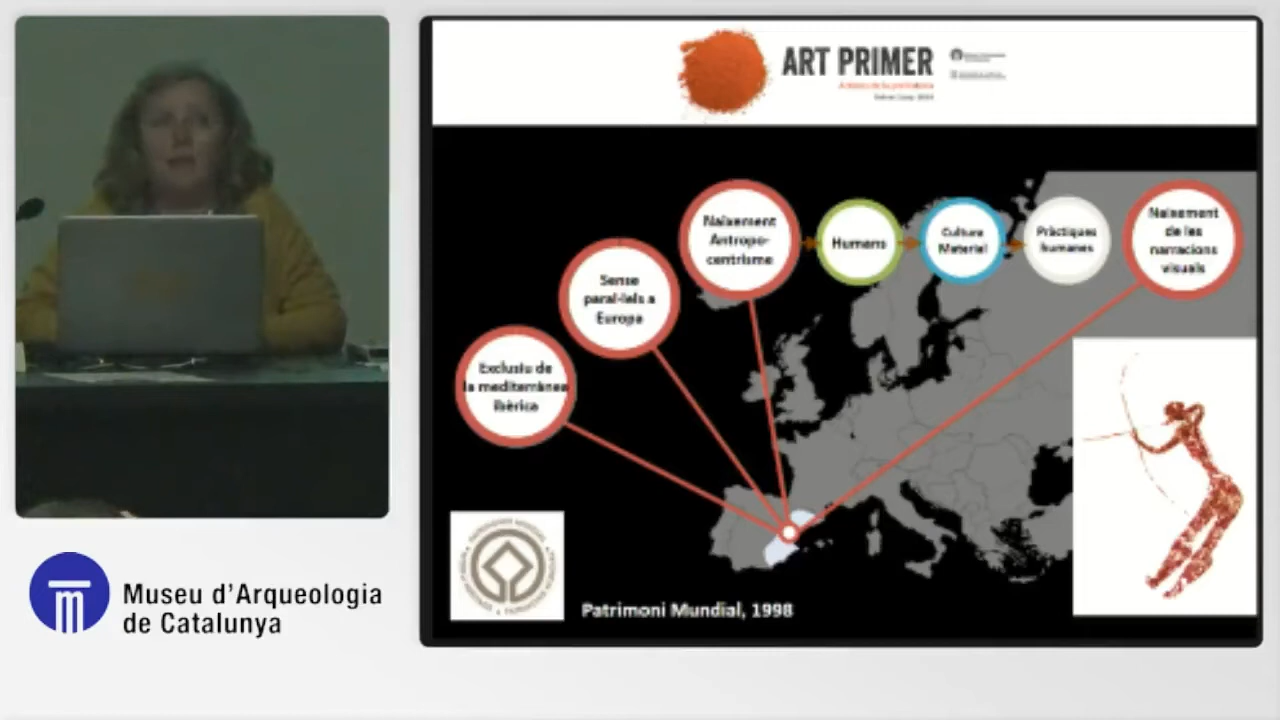 ART PRIMER
Naixement
Antropo-
centrisme
Humans
Cultura
Material
Pràctiques
humanes
Naixement
de les
narracions
visuals
Sense
paral·lels a
Europa
Exclusiu de
la mediterrànea
Ibèrica
Patrimoni Mundial, 1998
Museu d'Arqueologia
de Catalunya